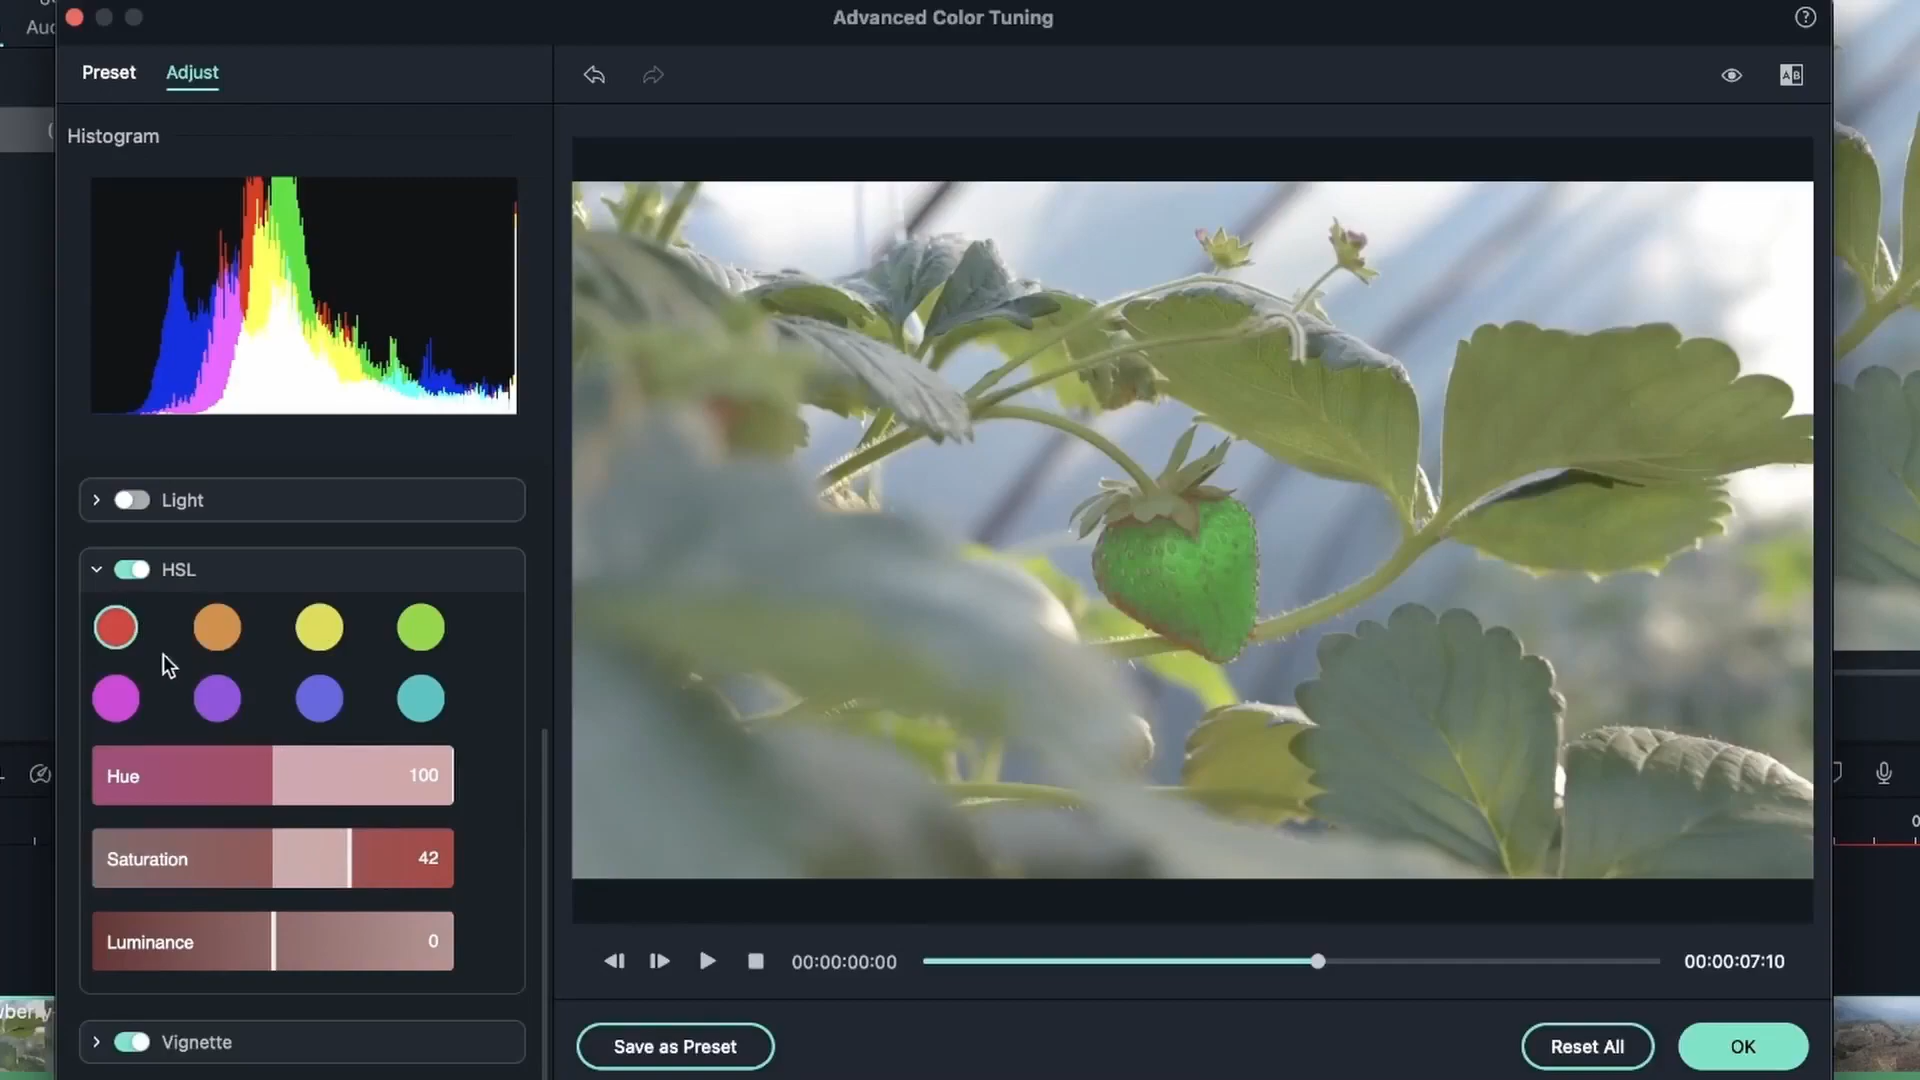 Advanced Color Tuning
Preset
Adjust
Histogram
Light
HSL
Hue
100
Saturation
42
Luminance
0
Vignette
AB
00:00:00:00
00:00:07:10
Save as Preset
Reset All
OK